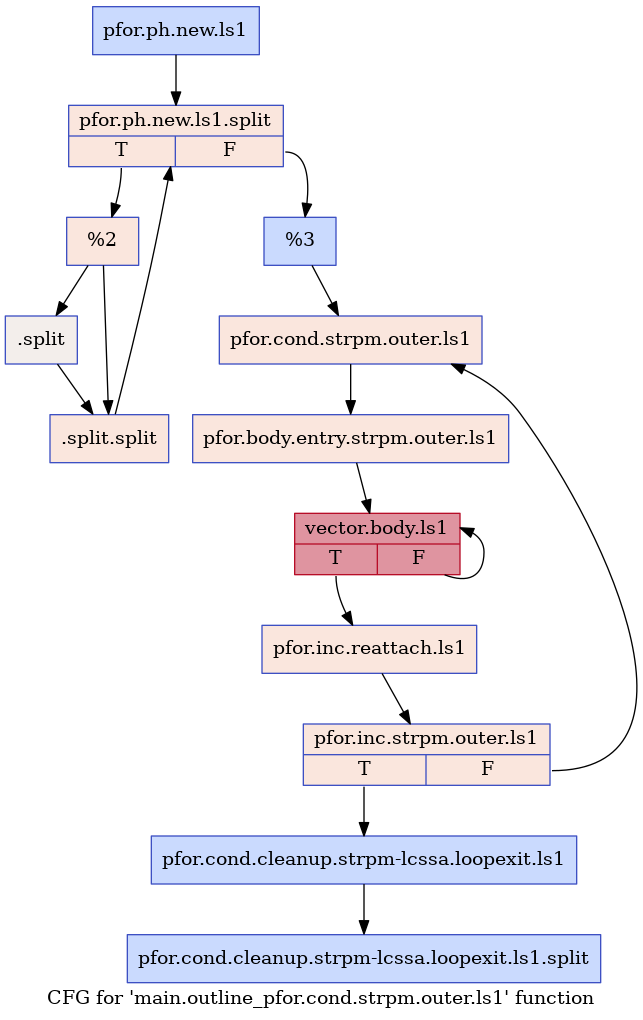 pfor.ph.new.ls1
pfor.ph.new.ls1.split
T F
%2 %3
.split pfor.cond.strpm.outer.ls1
.split.split pfor.body.entry.strpm.outer.ls1
vector.body.ls1
T F
pfor.inc.reattach.ls1
pfor.inc.strpm.outer.ls1
T F
pfor.cond.cleanup.strpm-lcssa.loopexit.ls1
pfor.cond.cleanup.strpm-lcssa.loopexit.ls1.split
CFG for 'main.outline_pfor.cond.strpm.outer.ls1' function